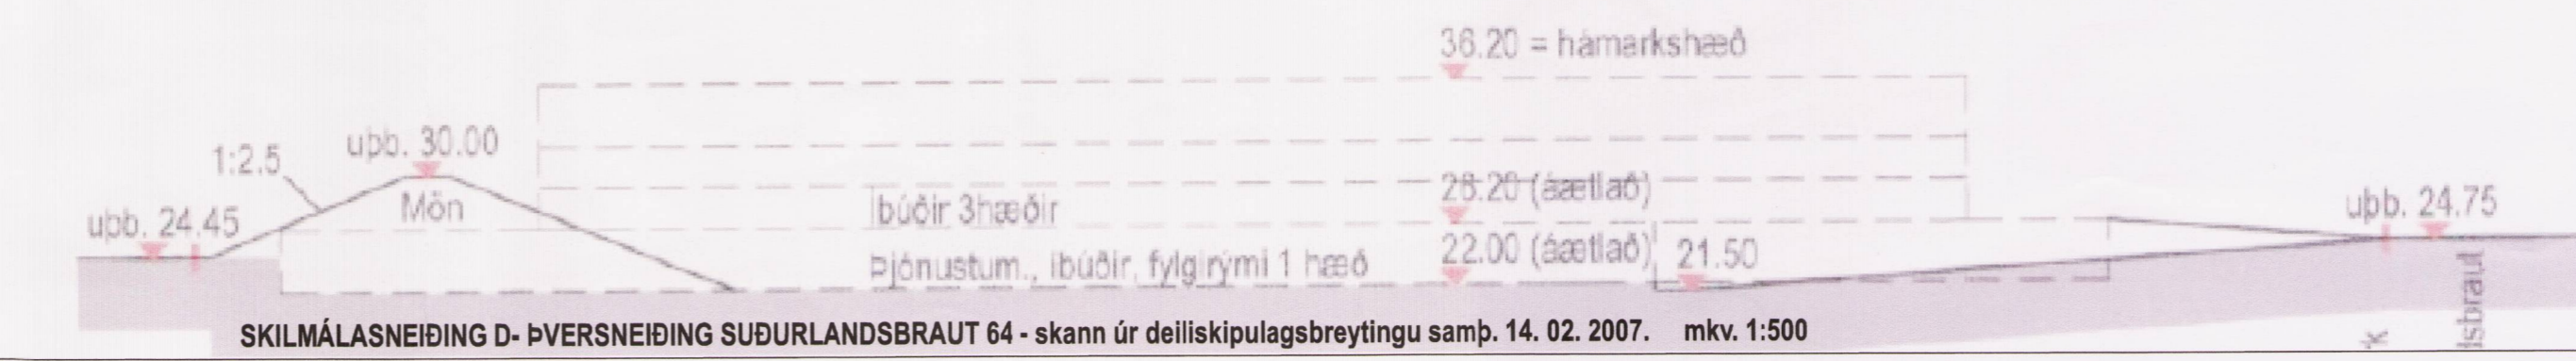 36.20 = hámarkshæð
1:2.5
upb. 30.00
Mön
upb. 24.45
Íbúðir 3hæðir
26.20 (áætlað)
Þjónustum., íbúðir, fylgirými 1 hæð
22.00 (áætlað)
21.50
upb. 24.75
SKILMÁLASNEIÐING D- ÞVERSNEIÐING SUÐURLANDSBRAUT 64 - skann úr deiliskipulagsbreytingu samþ. 14. 02. 2007. mkv. 1:500